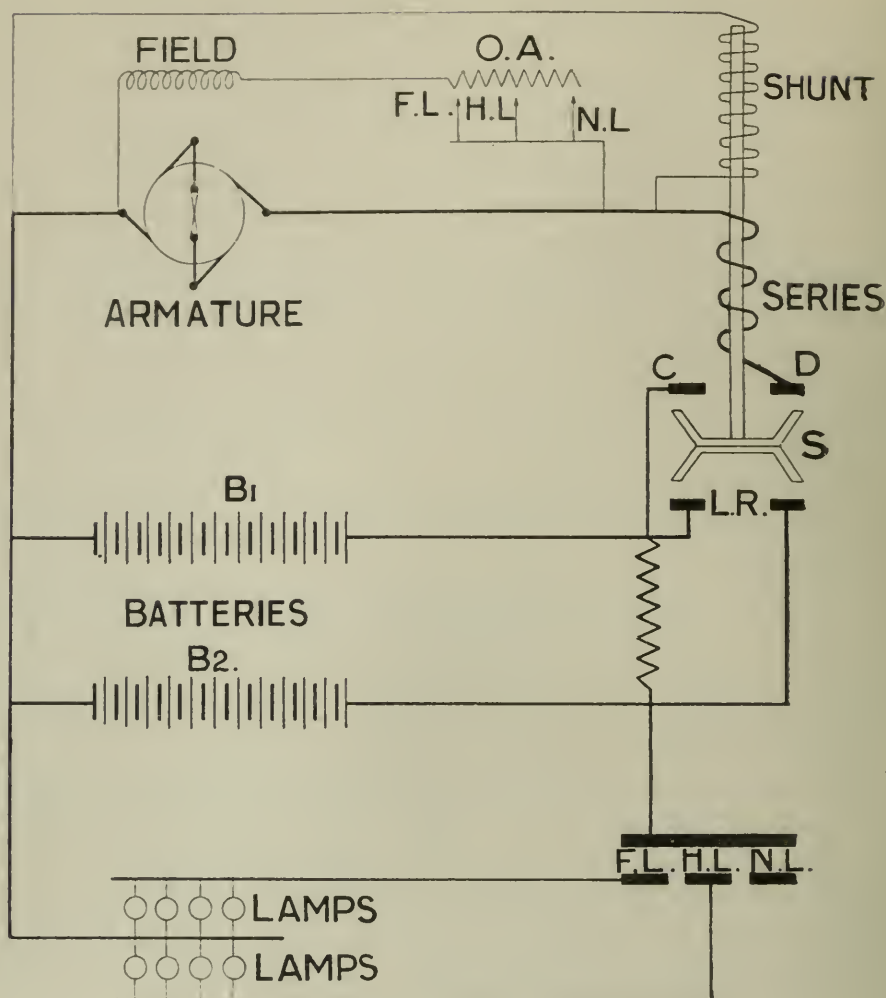 FIELD
O.A.
F.L. H.L N.L
SHUNT
ARMATURE
SERIES
C
D
S
B1
L.R.
BATTERIES
B2.
F.L. H.L. N.L.
LAMPS
LAMPS